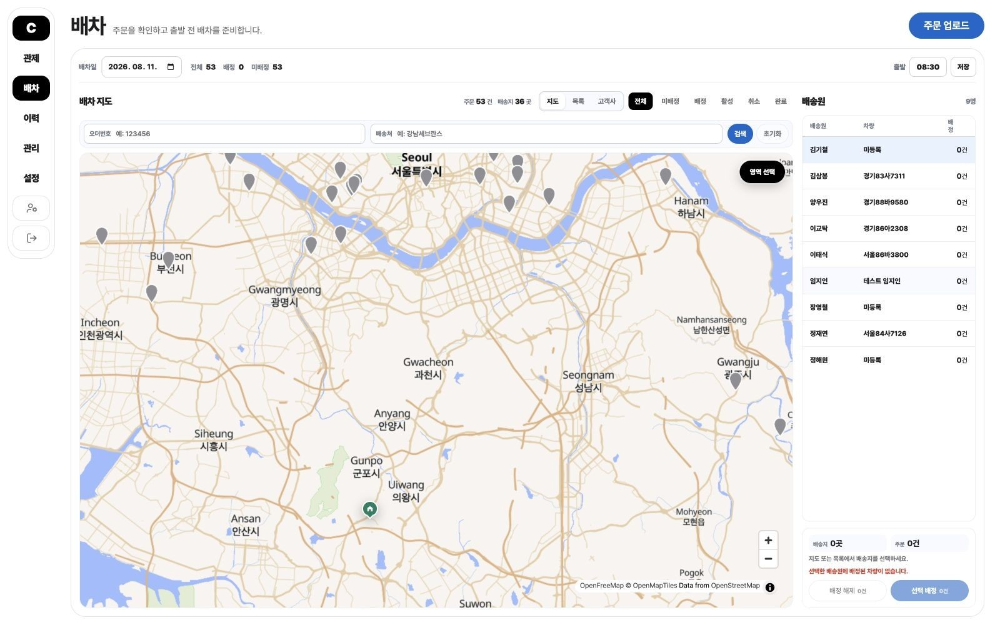 C
관제
배차
이력
관리
설정
배차 주문을 확인하고 출발 전 배차를 준비합니다.
주문 업로드
배차일 2026. 08. 11. 전체 53 배정 0 미배정 53
출발 08:30 저장
배차 지도
주문 53 건 배송지 36 곳 지도 목록 고객사 전체 미배정 배정 활성 취소 완료
오더번호 예: 123456 배송처 예: 강남세브란스 검색 초기화
영역 선택
Seoul
서울특별시
Hanam
하남시
Gwangmyeong
광명시
Incheon
인천광역시
Namhansanseong
남한산성면
Gwacheon
과천시
Seongnam
성남시
Gwangju
Anyang
안양시
Siheung
시흥시
Gunpo
군포시
Uiwang
의왕시
Ansan
안산시
Mohyeon
모현읍
Pogok
Suwon
+
−
OpenFreeMap © OpenMapTiles Data from OpenStreetMap
배송원 9명
배송원 차량 배정
김기철 미등록 0건
김삼봉 경기83사7311 0건
양우진 경기88바9580 0건
이교탁 경기86아2308 0건
이태식 서울86바3800 0건
임지인 테스트 임지인 0건
장영철 미등록 0건
정재연 서울84사7126 0건
정해원 미등록 0건
배송지 0곳 주문 0건
지도 또는 목록에서 배송지를 선택하세요.
선택한 배송원에 배정된 차량이 없습니다.
배정 해제 0건 선택 배정 0건